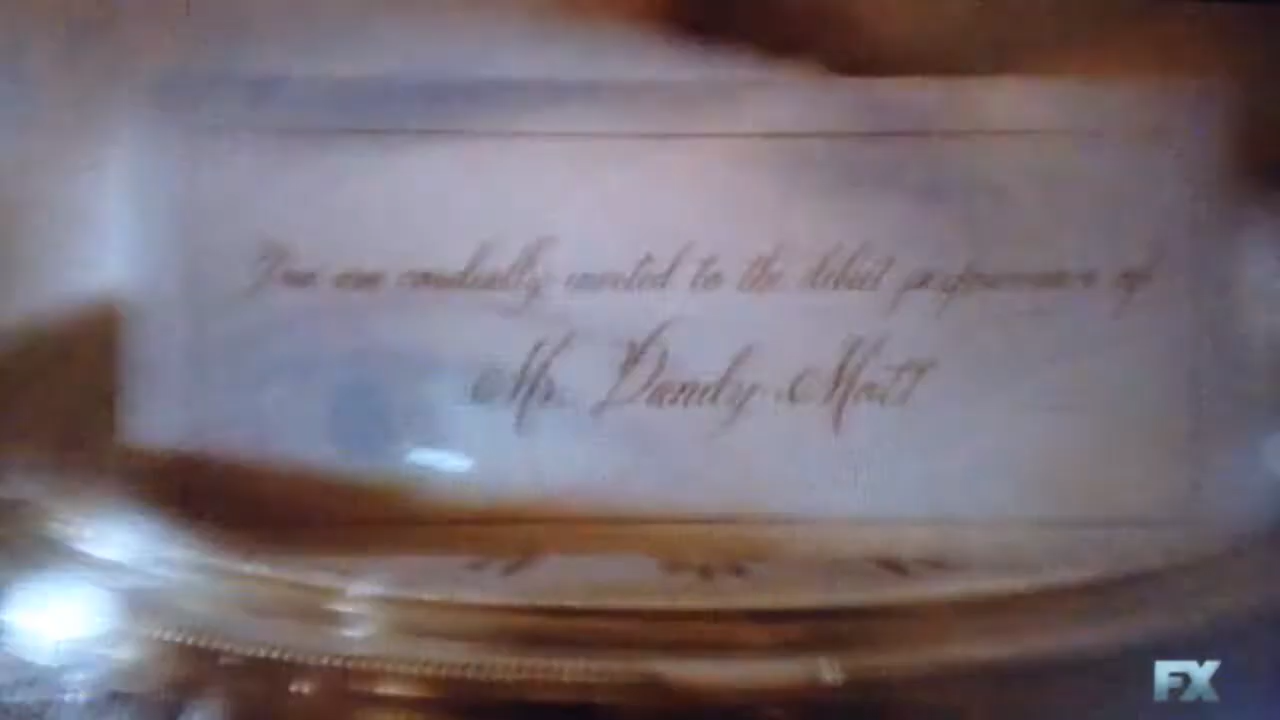 You are cordially invited to the debut performance of
Mr. Dandy Mott
FX